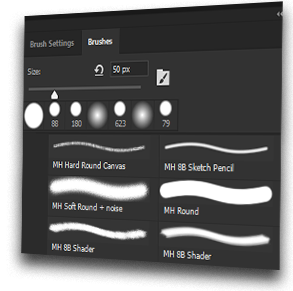 Brush Settings
Brushes
Size:
50 px
88 180 623 79
MH Hard Round Canvas
MH 8B Sketch Pencil
MH Soft Round + noise
MH Round
MH 8B Shader
MH 8B Shader